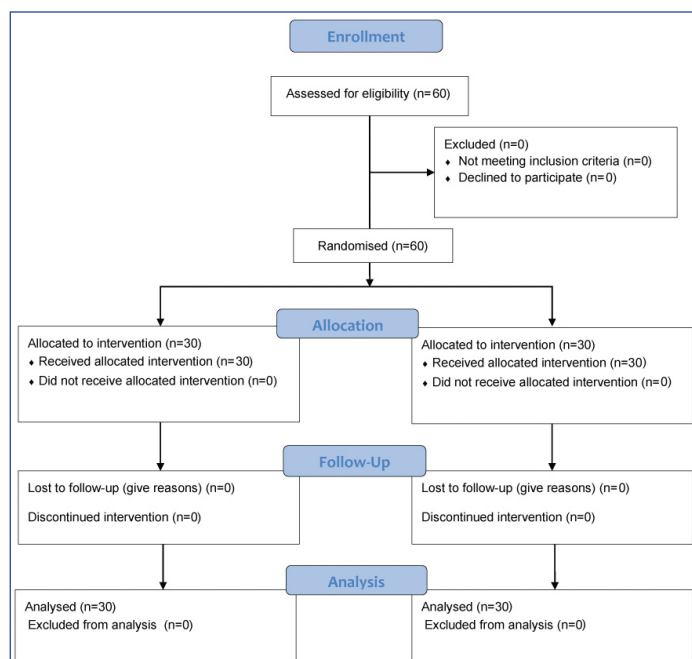 Enrollment
Assessed for eligibility (n=60)
Excluded (n=0)
♦ Not meeting inclusion criteria (n=0)
♦ Declined to participate (n=0)
Randomised (n=60)
Allocation
Allocated to intervention (n=30)
♦ Received allocated intervention (n=30)
♦ Did not receive allocated intervention (n=0)
Allocated to intervention (n=30)
♦ Received allocated intervention (n=30)
♦ Did not receive allocated intervention (n=0)
Follow-Up
Lost to follow-up (give reasons) (n=0)
Discontinued intervention (n=0)
Lost to follow-up (give reasons) (n=0)
Discontinued intervention (n=0)
Analysis
Analysed (n=30)
Excluded from analysis (n=0)
Analysed (n=30)
Excluded from analysis (n=0)